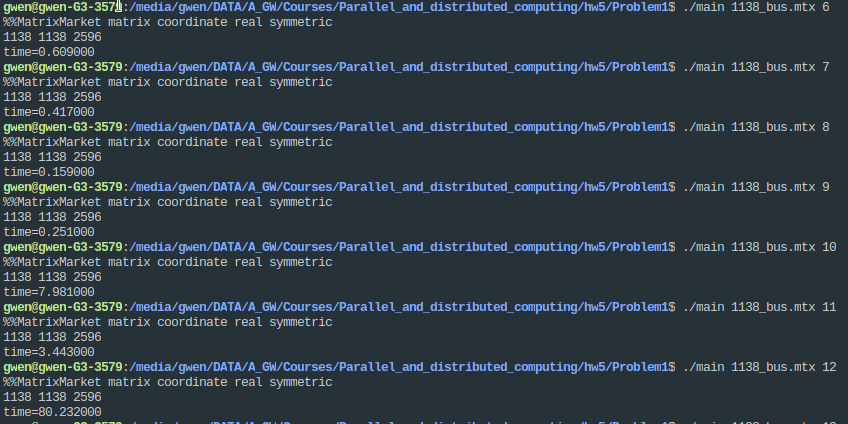 gwen@gwen-G3-3579:/media/gwen/DATA/A_GW/Courses/Parallel_and_distributed_computing/hw5/Problem1$ ./main 1138_bus.mtx 6
%%MatrixMarket matrix coordinate real symmetric
1138 1138 2596
time=0.609000
gwen@gwen-G3-3579:/media/gwen/DATA/A_GW/Courses/Parallel_and_distributed_computing/hw5/Problem1$ ./main 1138_bus.mtx 7
%%MatrixMarket matrix coordinate real symmetric
1138 1138 2596
time=0.417000
gwen@gwen-G3-3579:/media/gwen/DATA/A_GW/Courses/Parallel_and_distributed_computing/hw5/Problem1$ ./main 1138_bus.mtx 8
%%MatrixMarket matrix coordinate real symmetric
1138 1138 2596
time=0.159000
gwen@gwen-G3-3579:/media/gwen/DATA/A_GW/Courses/Parallel_and_distributed_computing/hw5/Problem1$ ./main 1138_bus.mtx 9
%%MatrixMarket matrix coordinate real symmetric
1138 1138 2596
time=0.251000
gwen@gwen-G3-3579:/media/gwen/DATA/A_GW/Courses/Parallel_and_distributed_computing/hw5/Problem1$ ./main 1138_bus.mtx 10
%%MatrixMarket matrix coordinate real symmetric
1138 1138 2596
time=7.981000
gwen@gwen-G3-3579:/media/gwen/DATA/A_GW/Courses/Parallel_and_distributed_computing/hw5/Problem1$ ./main 1138_bus.mtx 11
%%MatrixMarket matrix coordinate real symmetric
1138 1138 2596
time=3.443000
gwen@gwen-G3-3579:/media/gwen/DATA/A_GW/Courses/Parallel_and_distributed_computing/hw5/Problem1$ ./main 1138_bus.mtx 12
%%MatrixMarket matrix coordinate real symmetric
1138 1138 2596
time=80.232000